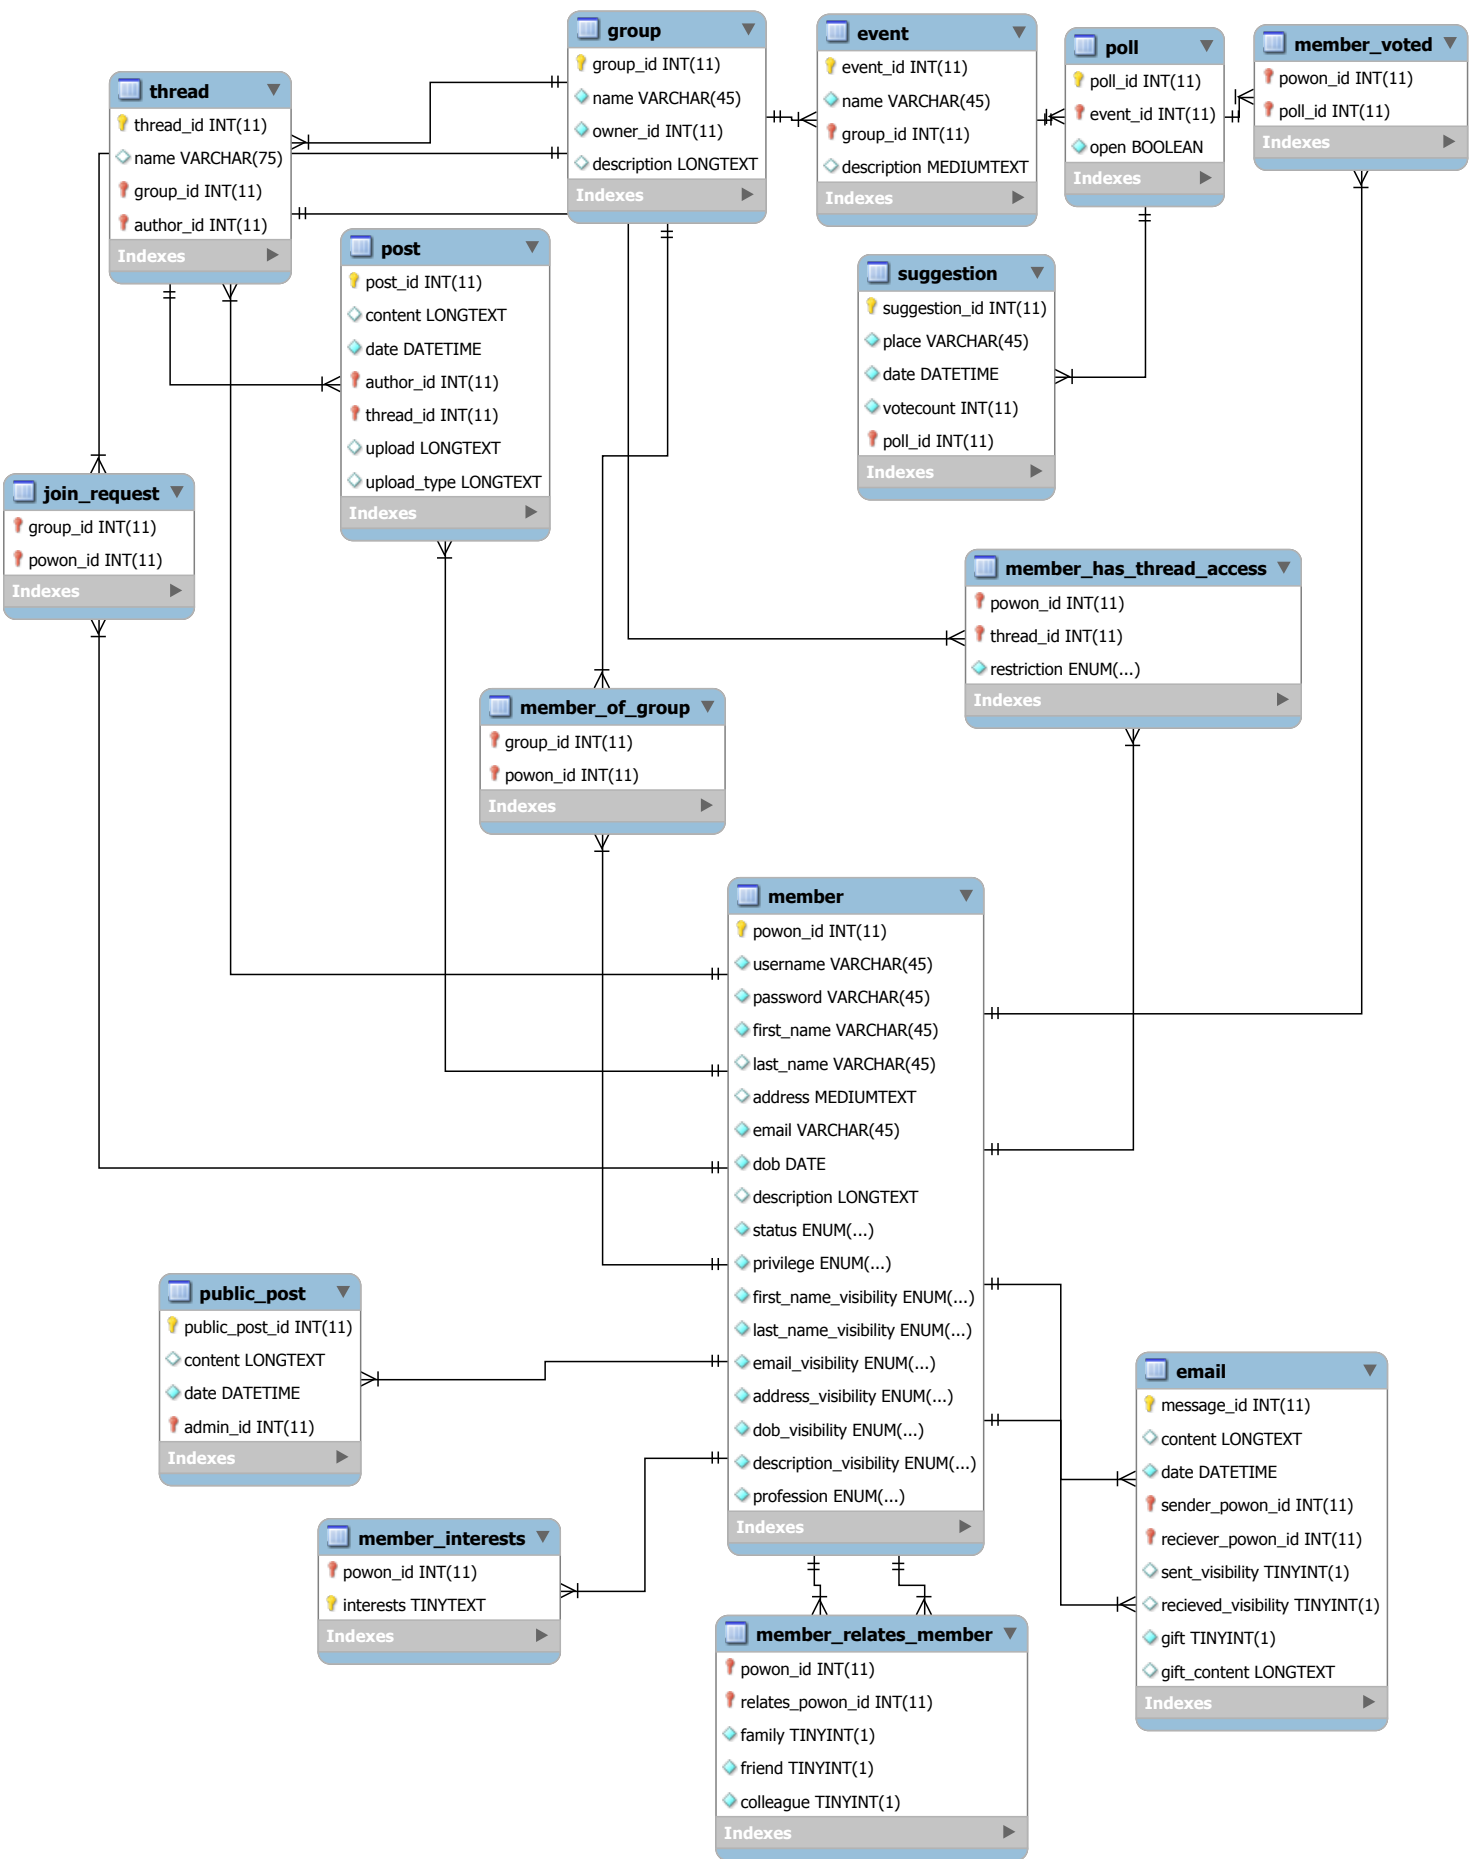 group
group_id INT(11)
name VARCHAR(45)
owner_id INT(11)
description LONGTEXT
Indexes
event
event_id INT(11)
name VARCHAR(45)
group_id INT(11)
description MEDIUMTEXT
Indexes
poll
poll_id INT(11)
event_id INT(11)
open BOOLEAN
Indexes
member_voted
powon_id INT(11)
poll_id INT(11)
Indexes
thread
thread_id INT(11)
name VARCHAR(75)
group_id INT(11)
author_id INT(11)
Indexes
post
post_id INT(11)
content LONGTEXT
date DATETIME
author_id INT(11)
thread_id INT(11)
upload LONGTEXT
upload_type LONGTEXT
Indexes
suggestion
suggestion_id INT(11)
place VARCHAR(45)
date DATETIME
votecount INT(11)
poll_id INT(11)
Indexes
join_request
group_id INT(11)
powon_id INT(11)
Indexes
member_has_thread_access
powon_id INT(11)
thread_id INT(11)
restriction ENUM(...)
Indexes
member_of_group
group_id INT(11)
powon_id INT(11)
Indexes
member
powon_id INT(11)
username VARCHAR(45)
password VARCHAR(45)
first_name VARCHAR(45)
last_name VARCHAR(45)
address MEDIUMTEXT
email VARCHAR(45)
dob DATE
description LONGTEXT
status ENUM(...)
privilege ENUM(...)
first_name_visibility ENUM(...)
last_name_visibility ENUM(...)
email_visibility ENUM(...)
address_visibility ENUM(...)
dob_visibility ENUM(...)
description_visibility ENUM(...)
profession ENUM(...)
Indexes
public_post
public_post_id INT(11)
content LONGTEXT
date DATETIME
admin_id INT(11)
Indexes
email
message_id INT(11)
content LONGTEXT
date DATETIME
sender_powon_id INT(11)
reciever_powon_id INT(11)
sent_visibility TINYINT(1)
recieved_visibility TINYINT(1)
gift TINYINT(1)
gift_content LONGTEXT
Indexes
member_interests
powon_id INT(11)
interests TINYTEXT
Indexes
member_relates_member
powon_id INT(11)
relates_powon_id INT(11)
family TINYINT(1)
friend TINYINT(1)
colleague TINYINT(1)
Indexes